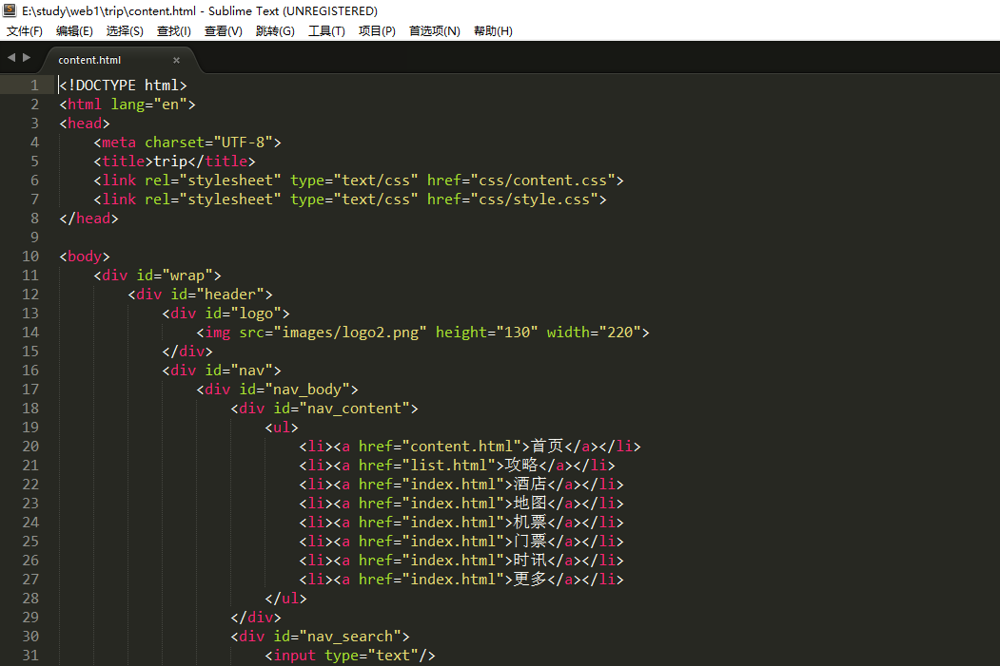 E:\study\web1\trip\content.html - Sublime Text (UNREGISTERED)
文件(F) 编辑(E) 选择(S) 查找(I) 查看(V) 跳转(G) 工具(T) 项目(P) 首选项(N) 帮助(H)
content.html ×
1 <!DOCTYPE html>
2 <html lang="en">
3 <head>
4 <meta charset="UTF-8">
5 <title>trip</title>
6 <link rel="stylesheet" type="text/css" href="css/content.css">
7 <link rel="stylesheet" type="text/css" href="css/style.css">
8 </head>
9
10 <body>
11 <div id="wrap">
12 <div id="header">
13 <div id="logo">
14 <img src="images/logo2.png" height="130" width="220">
15 </div>
16 <div id="nav">
17 <div id="nav_body">
18 <div id="nav_content">
19 <ul>
20 <li><a href="content.html">首页</a></li>
21 <li><a href="list.html">攻略</a></li>
22 <li><a href="index.html">酒店</a></li>
23 <li><a href="index.html">地图</a></li>
24 <li><a href="index.html">机票</a></li>
25 <li><a href="index.html">门票</a></li>
26 <li><a href="index.html">时讯</a></li>
27 <li><a href="index.html">更多</a></li>
28 </ul>
29 </div>
30 <div id="nav_search">
31 <input type="text"/>